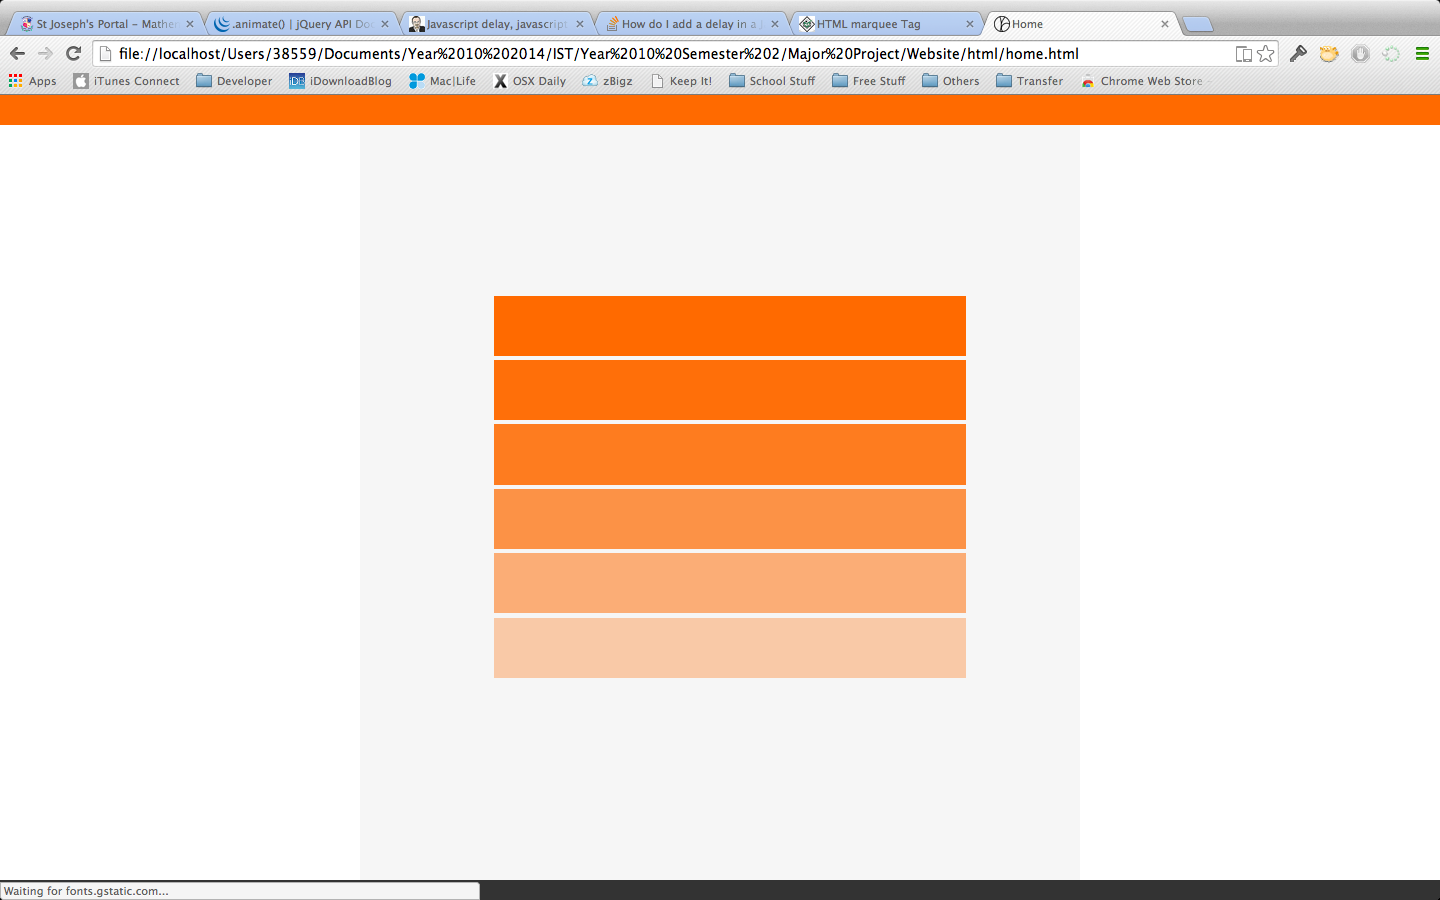 St Joseph's Portal – Mathe
.animate() | jQuery API Do
Javascript delay, javascript
How do I add a delay in a
HTML marquee Tag
Home
file://localhost/Users/38559/Documents/Year%2010%202014/IST/Year%2010%20Semester%202/Major%20Project/Website/html/home.html
Apps
iTunes Connect
Developer
iDB
iDownloadBlog
Mac|Life
X
OSX Daily
z
zBigz
Keep It!
School Stuff
Free Stuff
Others
Transfer
Chrome Web Store
Waiting for fonts.gstatic.com...